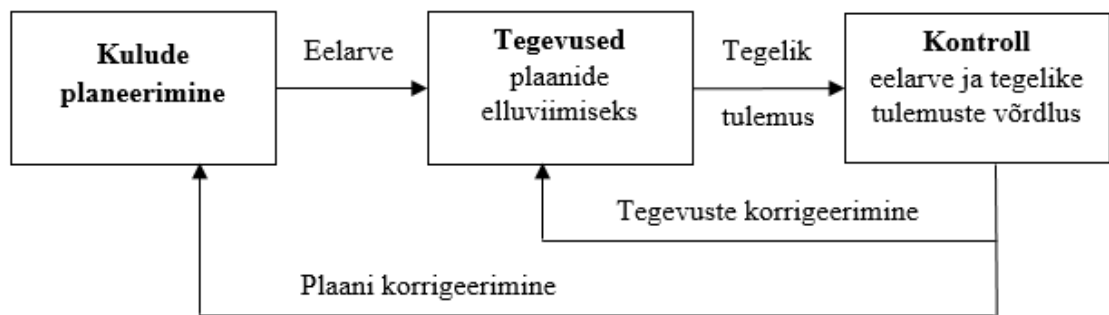 Kulude
planeerimine
Eelarve
Tegevused
plaanide
elluviimiseks
Tegelik
tulemus
Kontroll
eelarve ja tegelike
tulemuste võrdlus
Tegevuste korrigeerimine
Plaani korrigeerimine